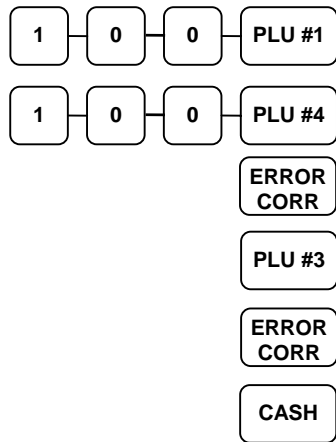 1 0 0 PLU #1
1 0 0 PLU #4
ERROR
CORR
PLU #3
ERROR
CORR
CASH